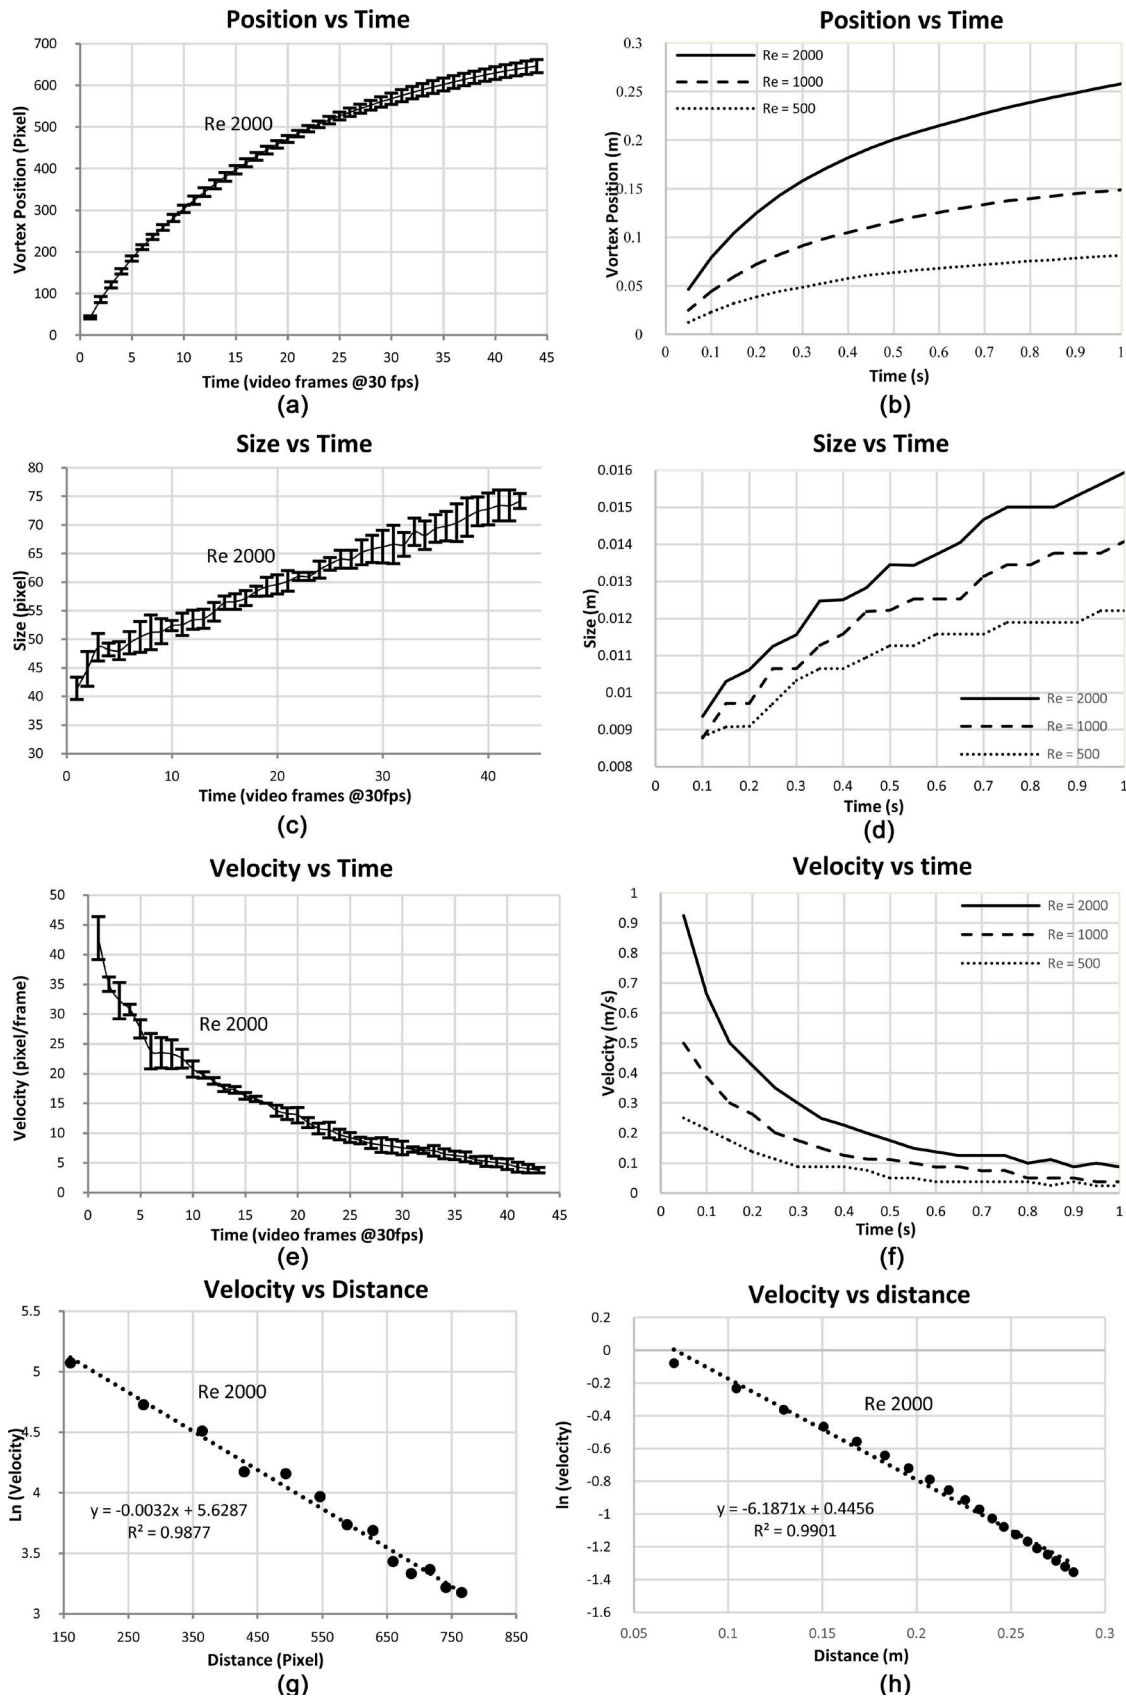 Position vs Time
700
600
500
400
300
200
100
0
Vortex Position (Pixel)
Re 2000
0 5 10 15 20 25 30 35 40 45
Time (video frames @30 fps)
(a)
Position vs Time
0.3
0.25
0.2
0.15
0.1
0.05
0
Vortex Position (m)
Re = 2000
Re = 1000
Re = 500
0 0.1 0.2 0.3 0.4 0.5 0.6 0.7 0.8 0.9 1
Time (s)
(b)
Size vs Time
80
75
70
65
60
55
50
45
40
35
30
Size (pixel)
Re 2000
0 10 20 30 40
Time (video frames @30fps)
(c)
Size vs Time
0.016
0.015
0.014
0.013
0.012
0.011
0.01
0.009
0.008
Size (m)
Re = 2000
Re = 1000
Re = 500
0 0.1 0.2 0.3 0.4 0.5 0.6 0.7 0.8 0.9 1
Time (s)
(d)
Velocity vs Time
50
45
40
35
30
25
20
15
10
5
0
Velocity (pixel/frame)
Re 2000
0 5 10 15 20 25 30 35 40 45
Time (video frames @30fps)
(e)
Velocity vs time
1
0.9
0.8
0.7
0.6
0.5
0.4
0.3
0.2
0.1
0
Velocity (m/s)
Re = 2000
Re = 1000
Re = 500
0 0.1 0.2 0.3 0.4 0.5 0.6 0.7 0.8 0.9 1
Time (s)
(f)
Velocity vs Distance
5.5
5
4.5
4
3.5
3
Ln (Velocity)
Re 2000
y = -0.0032x + 5.6287
R² = 0.9877
150 250 350 450 550 650 750 850
Distance (Pixel)
(g)
Velocity vs distance
0.2
0
-0.2
-0.4
-0.6
-0.8
-1
-1.2
-1.4
-1.6
ln (velocity)
Re 2000
y = -6.1871x + 0.4456
R² = 0.9901
0.05 0.1 0.15 0.2 0.25 0.3
Distance (m)
(h)